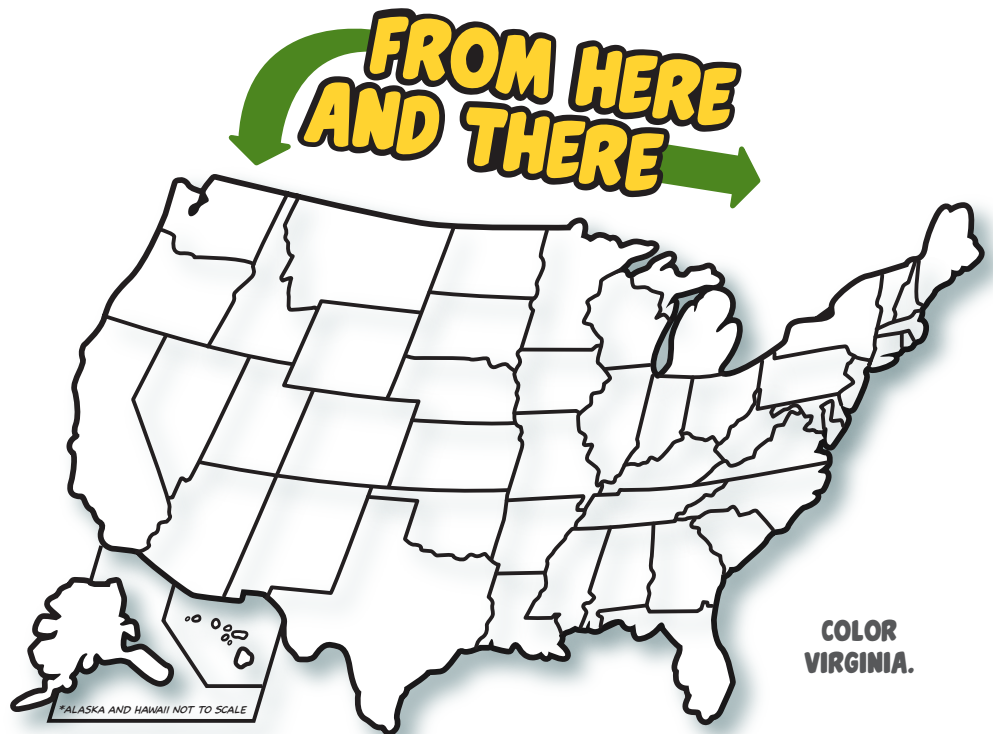 FROM HERE
AND THERE
COLOR
VIRGINIA.
*ALASKA AND HAWAII NOT TO SCALE